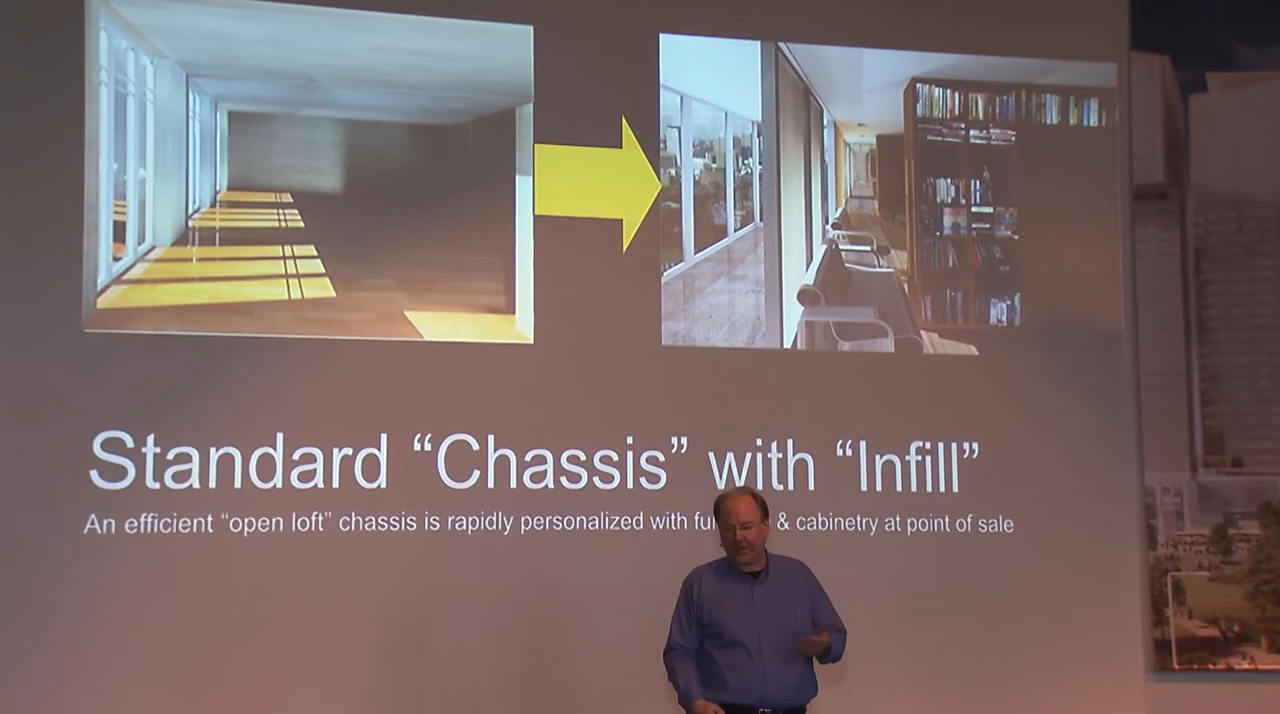 Standard “Chassis” with “Infill”
An efficient “open loft” chassis is rapidly personalized with & cabinetry at point of sale